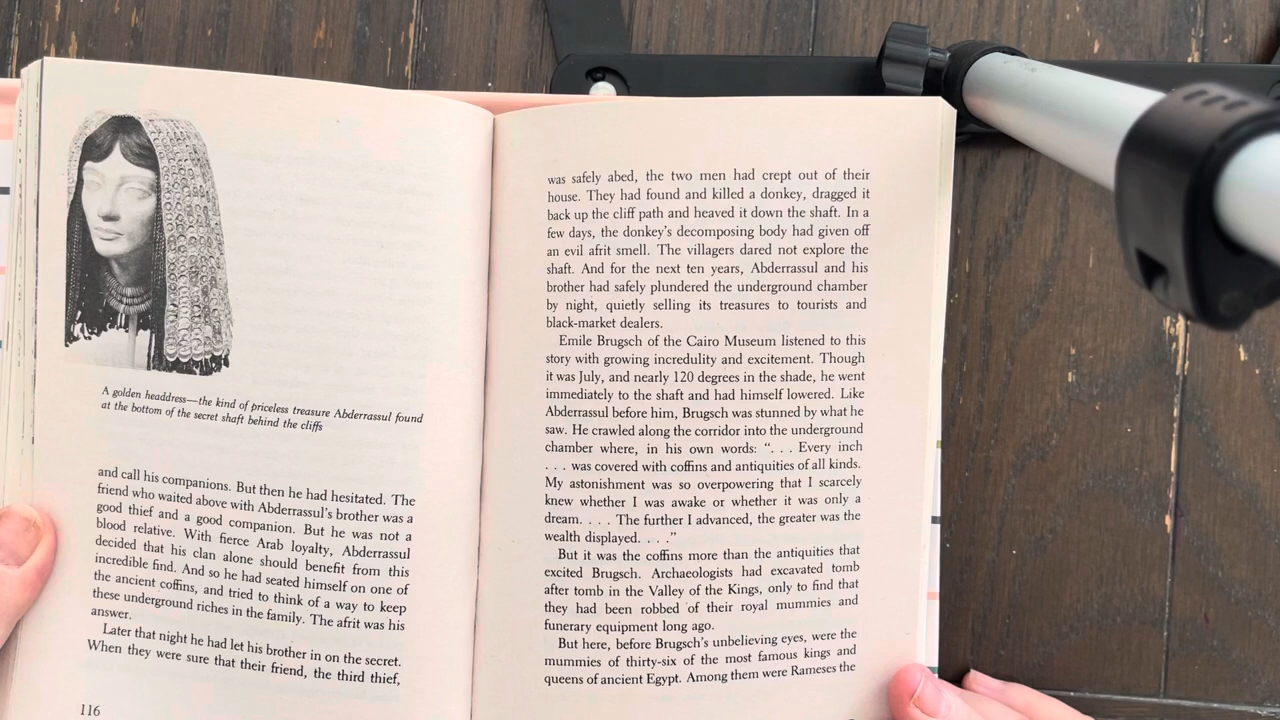 A golden headdress—the kind of priceless treasure Abderrassul found
at the bottom of the secret shaft behind the cliffs
and call his companions. But then he had hesitated. The
friend who waited above with Abderrassul's brother was a
good thief and a good companion. But he was not a
blood relative. With fierce Arab loyalty, Abderrassul
decided that his clan alone should benefit from this
incredible find. And so he had seated himself on one of
the ancient coffins, and tried to think of a way to keep
these underground riches in the family. The afrit was his
answer.
Later that night he had let his brother in on the secret.
When they were sure that their friend, the third thief,
116
was safely abed, the two men had crept out of their
house. They had found and killed a donkey, dragged it
back up the cliff path and heaved it down the shaft. In a
few days, the donkey's decomposing body had given off
an evil afrit smell. The villagers dared not explore the
shaft. And for the next ten years, Abderrassul and his
brother had safely plundered the underground chamber
by night, quietly selling its treasures to tourists and
black-market dealers.
Emile Brugsch of the Cairo Museum listened to this
story with growing incredulity and excitement. Though
it was July, and nearly 120 degrees in the shade, he went
immediately to the shaft and had himself lowered. Like
Abderrassul before him, Brugsch was stunned by what he
saw. He crawled along the corridor into the underground
chamber where, in his own words: ". . . Every inch
. . . was covered with coffins and antiquities of all kinds.
My astonishment was so overpowering that I scarcely
knew whether I was awake or whether it was only a
dream. . . . The further I advanced, the greater was the
wealth displayed. . . ."
But it was the coffins more than the antiquities that
excited Brugsch. Archaeologists had excavated tomb
after tomb in the Valley of the Kings, only to find that
they had been robbed of their royal mummies and
funerary equipment long ago.
But here, before Brugsch's unbelieving eyes, were the
mummies of thirty-six of the most famous kings and
queens of ancient Egypt. Among them were Rameses the